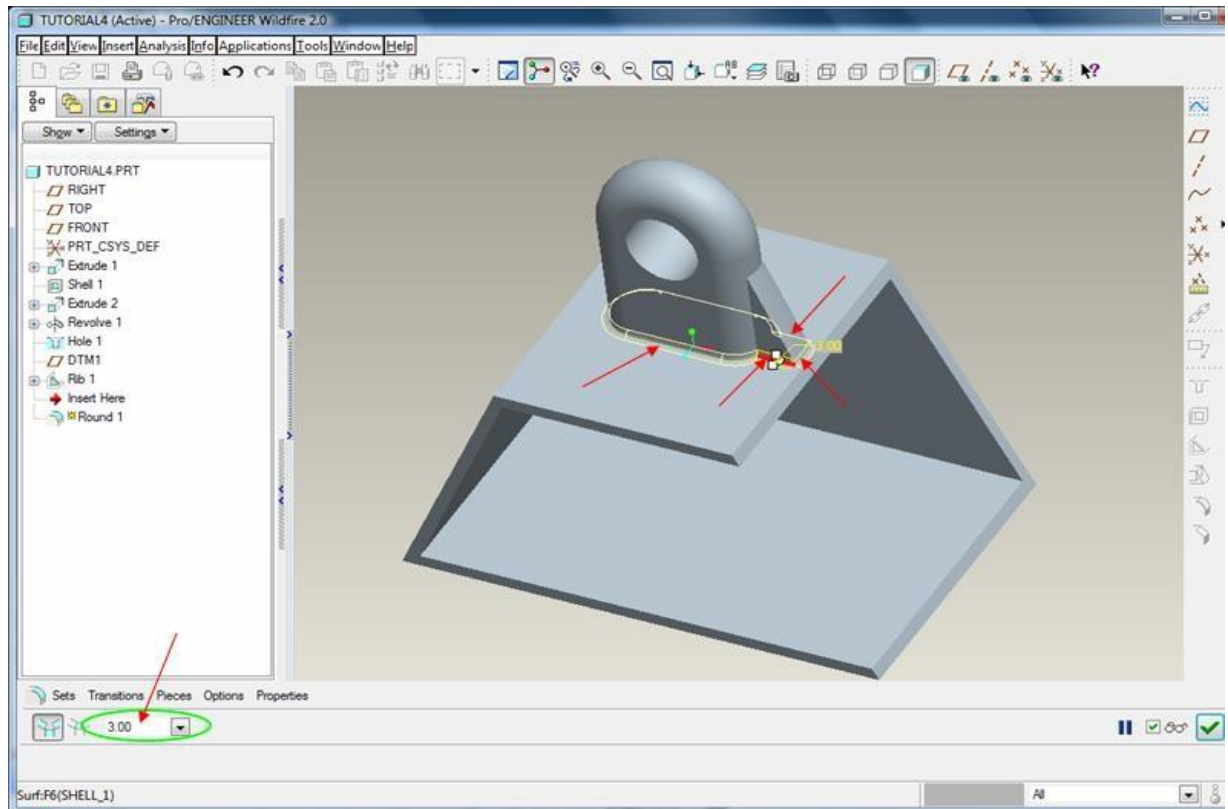 TUTORIAL4 (Active) - Pro/ENGINEER Wildfire 2.0
File Edit View Insert Analysis Info Applications Tools Window Help
Show Settings
TUTORIAL4.PRT
RIGHT
TOP
FRONT
PRT_CSYS_DEF
Extrude 1
Shell 1
Extrude 2
Revolve 1
Hole 1
DTM1
Rib 1
Insert Here
Round 1
3.00
Sets Transitions Pieces Options Properties
3.00
Surf:F6(SHELL_1)
All